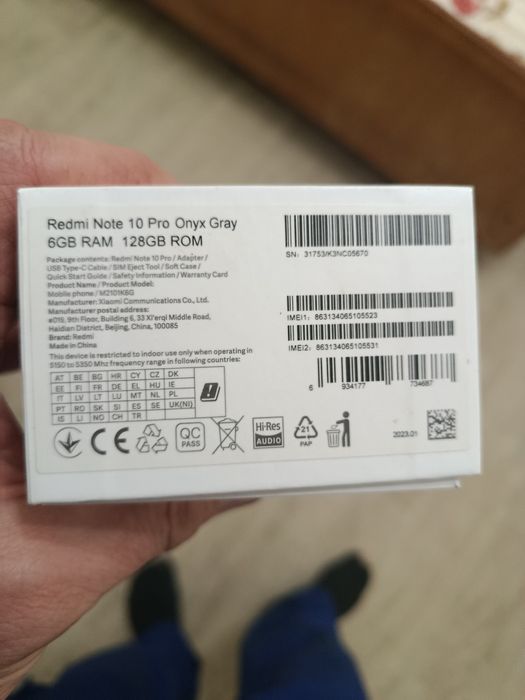 Redmi Note 10 Pro Onyx Gray
6GB RAM 128GB ROM
Package contents: Redmi Note 10 Pro / Adapter /
USB Type-C Cable / SIM Eject Tool / Soft Case /
Quick Start Guide / Safety Information / Warranty Card
Product Name / Product Model:
Mobile phone / M2101K6G
Manufacturer: Xiaomi Communications Co., Ltd.
#019, 9th Floor, Building 6, 33 Xi'erqi Middle Road,
Haidian District, Beijing, China, 100085
Brand: Redmi
Made in China
This device is restricted to indoor use only when operating in
5150 to 5350 Mhz frequency range in following countries:
AT BE BG HR CY CZ DK
EE FI FR DE EL HU IE
IT LV LT LU MT NL PL
PT RO SK SI ES SE UK(NI)
IS LI NO CH TR
CE
QC
PASS
Hi-Res
AUDIO
21
PAP
SN: 31753/K3NC05670
IMEI1: 863134065105523
IMEI2: 863134065105531
6 934177 734687
2023.01